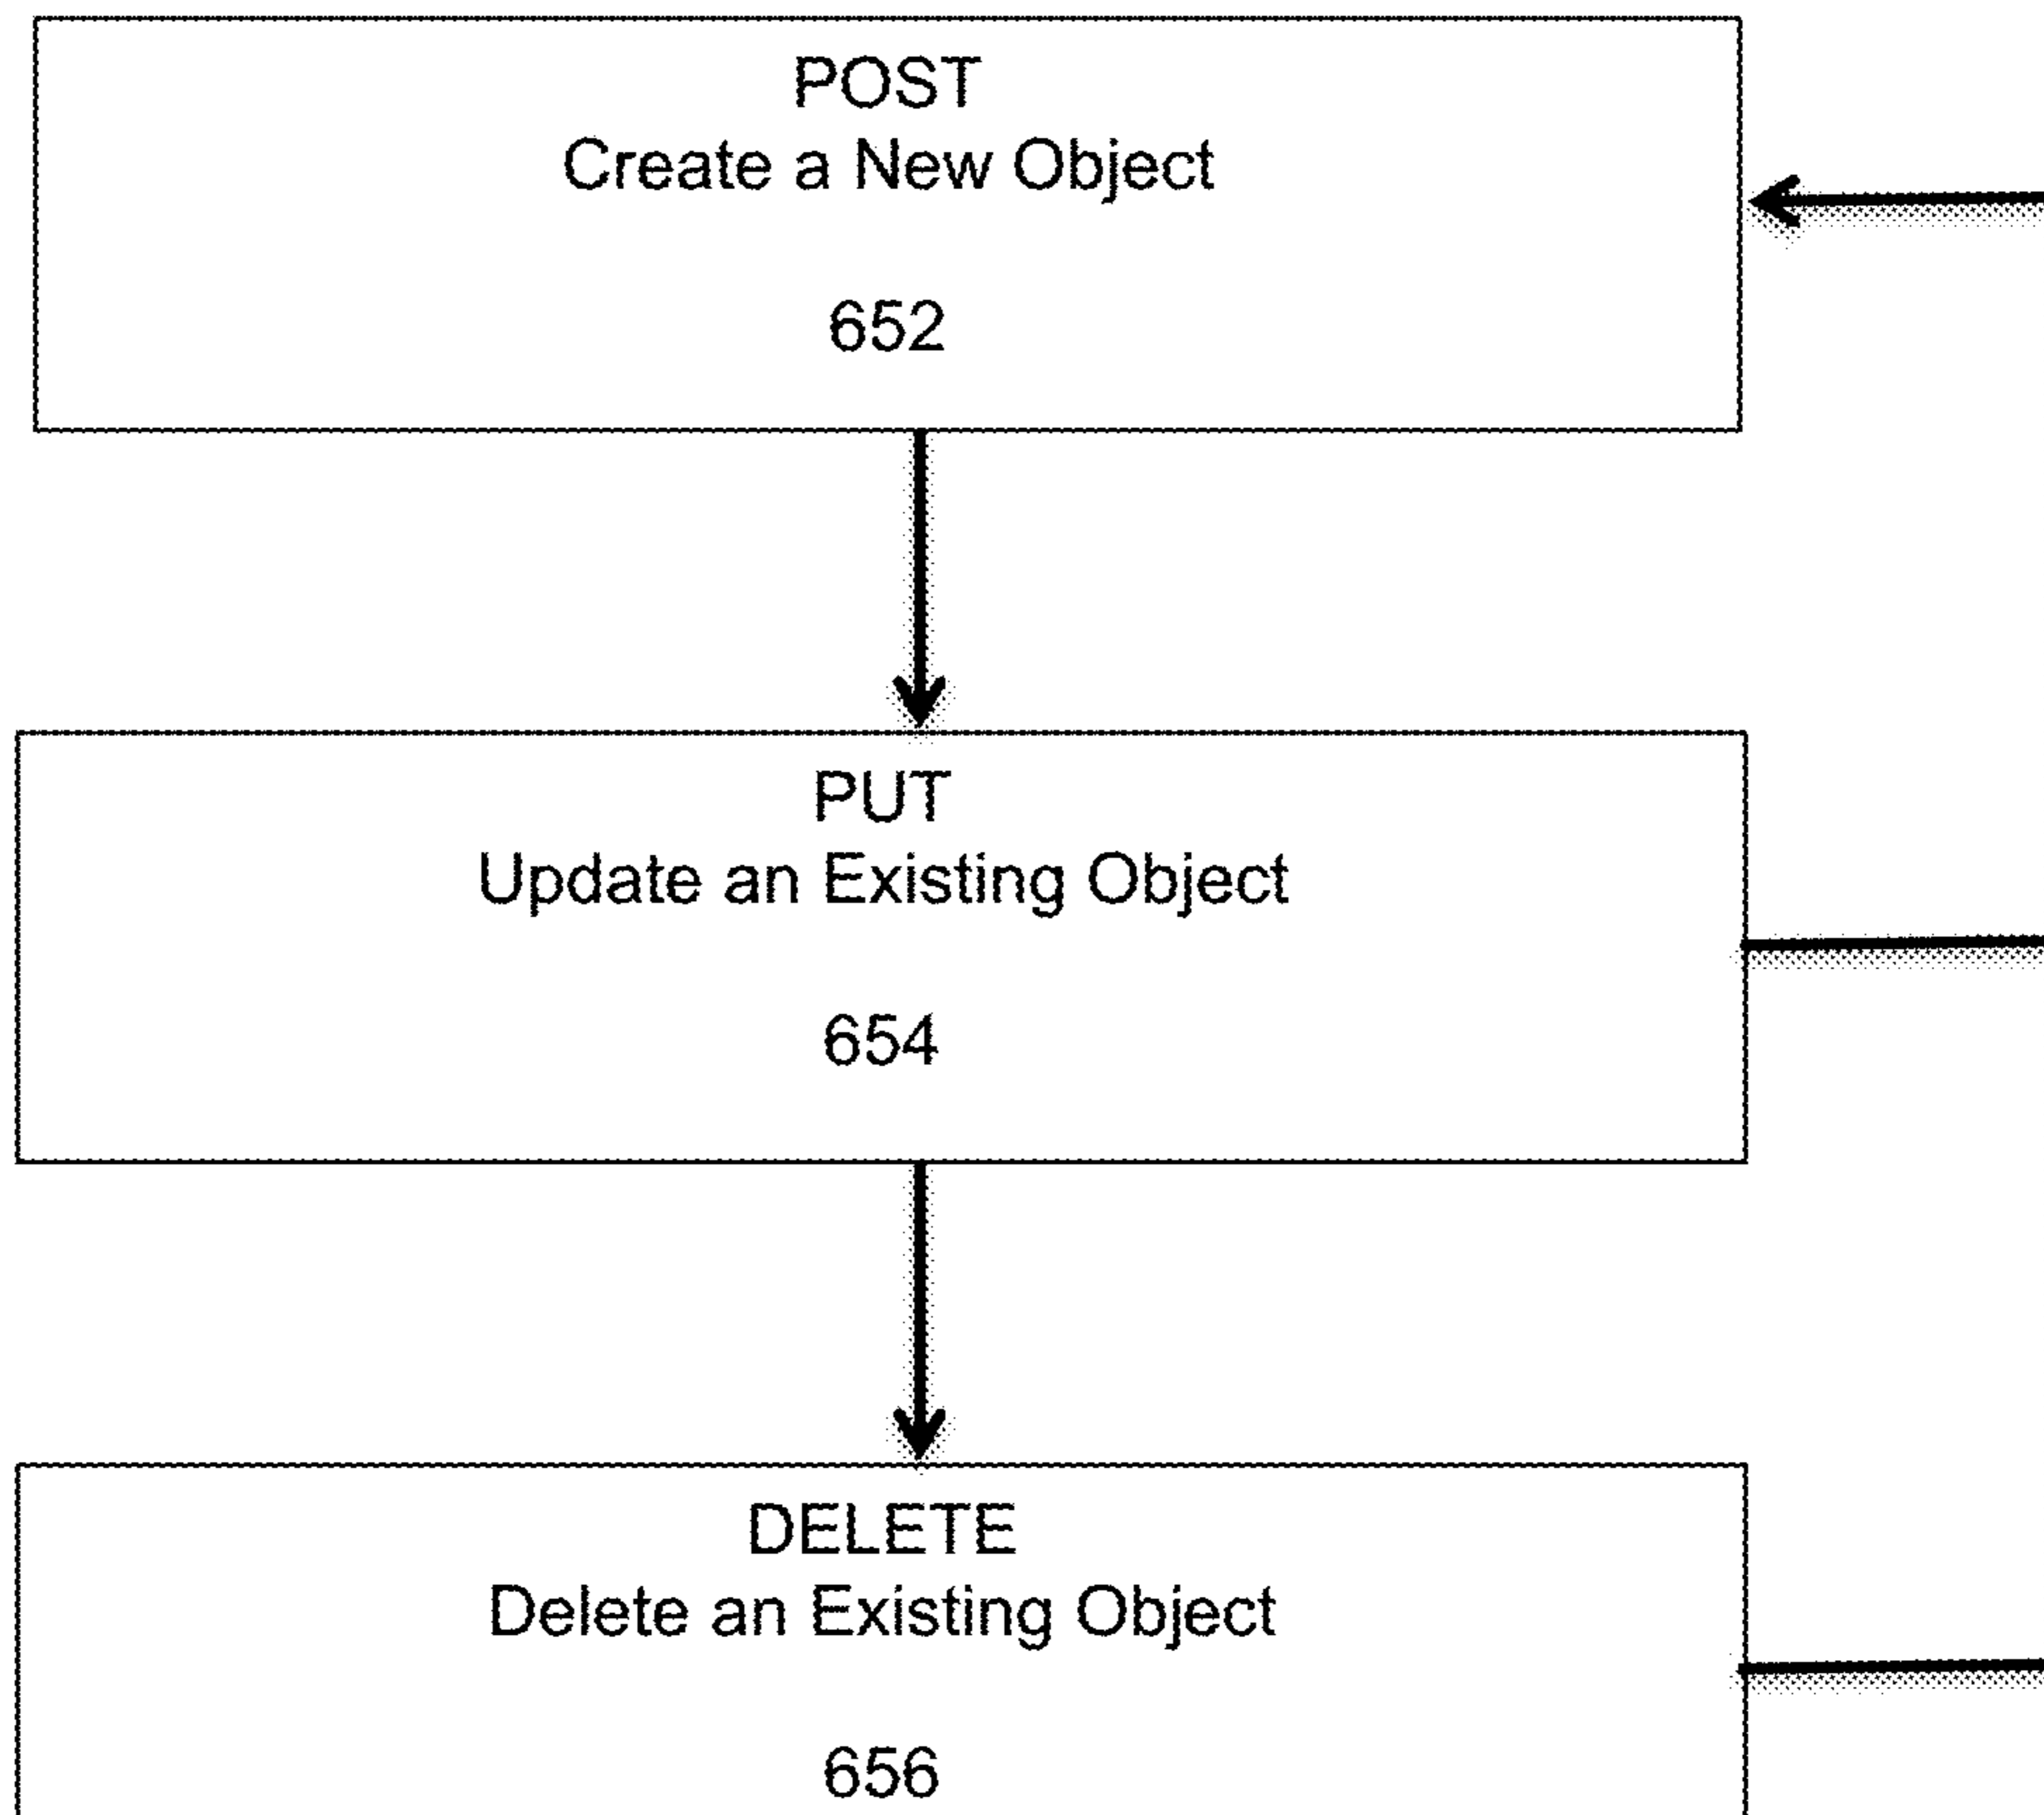 POST
Create a New Object
652
PUT
Update an Existing Object
654
DELETE
Delete an Existing Object
656